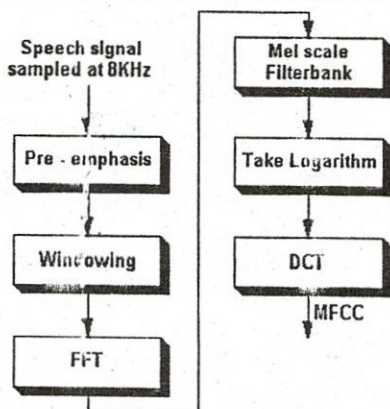 Speech signal
sampled at 8KHz
Pre - emphasis
Windowing
FFT
Mel scale
Filterbank
Take Logarithm
DCT
MFCC